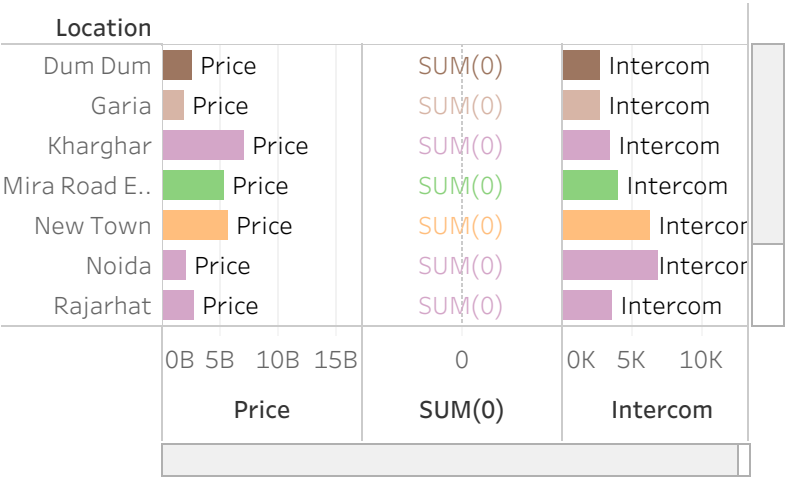 Location
Dum Dum Price SUM(0) Intercom
Garia Price SUM(0) Intercom
Kharghar Price SUM(0) Intercom
Mira Road E.. Price SUM(0) Intercom
New Town Price SUM(0) Intercom
Noida Price SUM(0) Intercom
Rajarhat Price SUM(0) Intercom
0B 5B 10B 15B 0 0K 5K 10K
Price SUM(0) Intercom